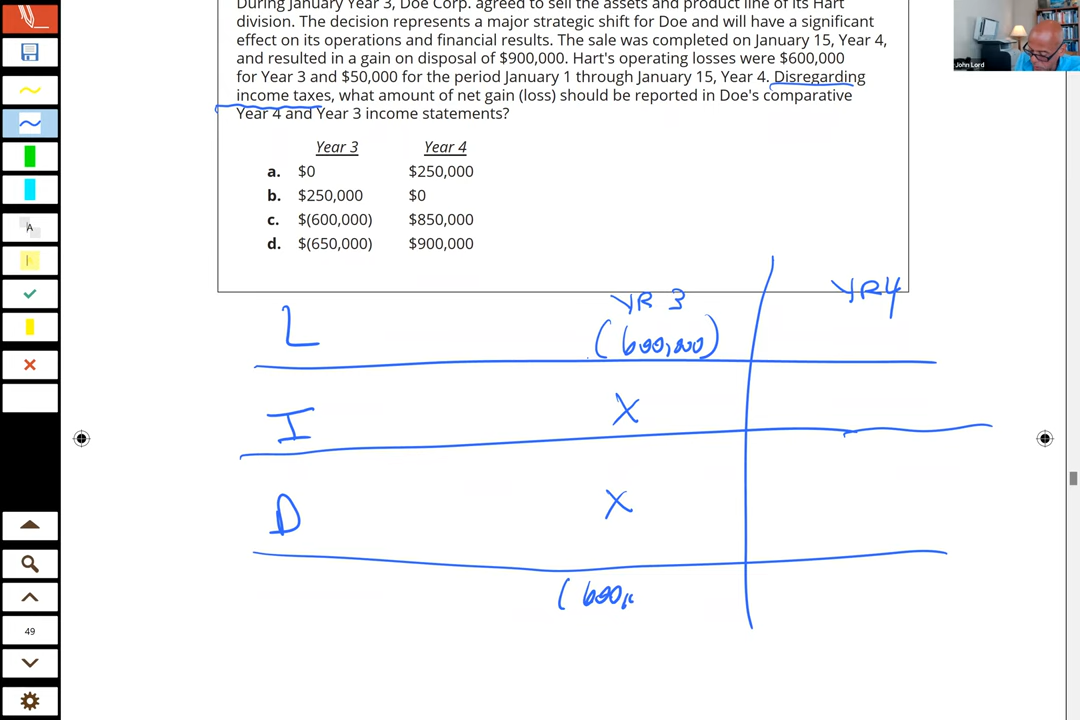 During January Year 3, Doe Corp. agreed to sell the assets and product line of its Hart
division. The decision represents a major strategic shift for Doe and will have a significant
effect on its operations and financial results. The sale was completed on January 15, Year 4,
and resulted in a gain on disposal of $900,000. Hart's operating losses were $600,000
for Year 3 and $50,000 for the period January 1 through January 15, Year 4. Disregarding
income taxes, what amount of net gain (loss) should be reported in Doe's comparative
Year 4 and Year 3 income statements?
Year 3 Year 4
a. $0 $250,000
b. $250,000 $0
c. $(600,000) $850,000
d. $(650,000) $900,000
YR 3 YR4
L (600,000)
I X
D X
(600,
John Lord
A
49